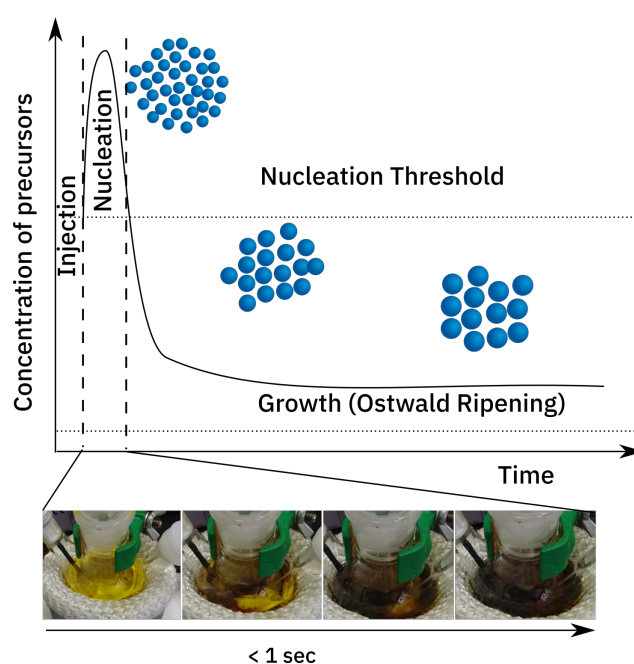 Concentration of precursors
Injection
Nucleation
Nucleation Threshold
Growth (Ostwald Ripening)
Time
< 1 sec